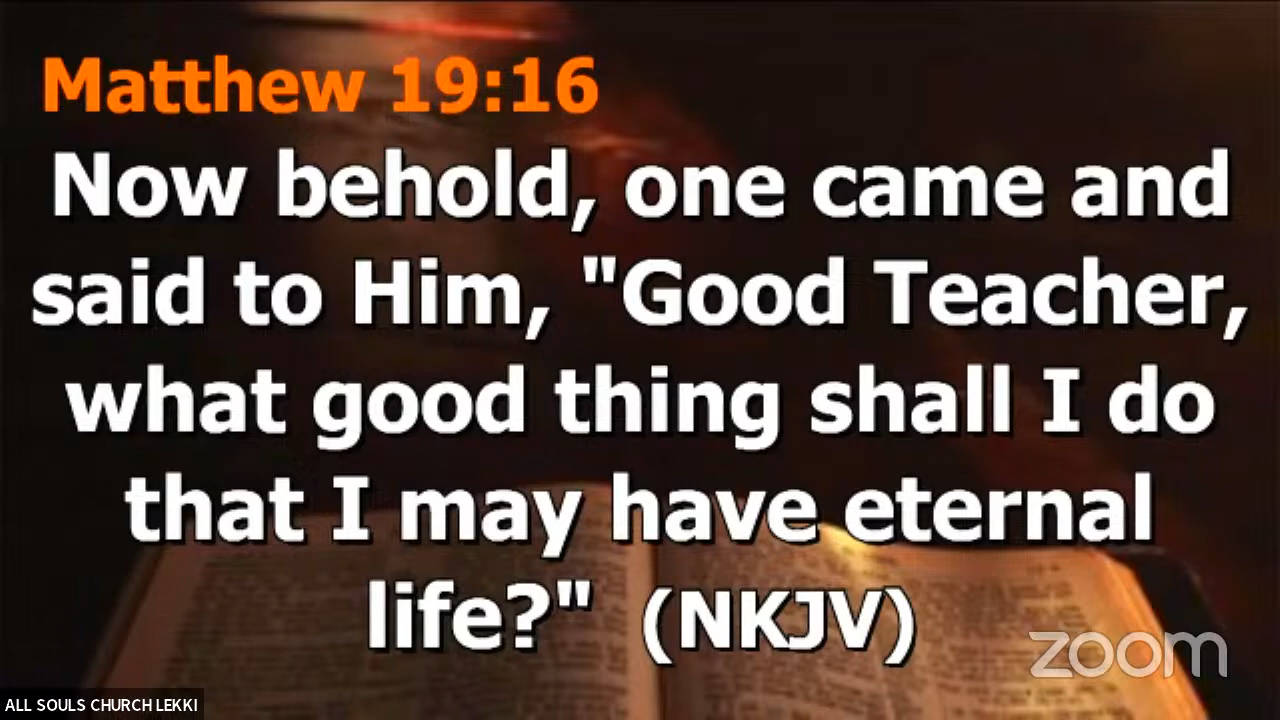 Matthew 19:16
Now behold, one came and
said to Him, "Good Teacher,
what good thing shall I do
that I may have eternal
life?" (NKJV)
zoom
ALL SOULS CHURCH LEKKI